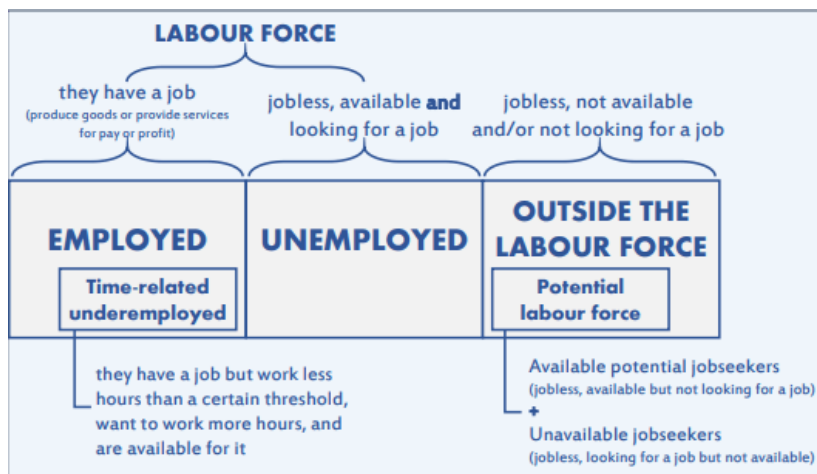 LABOUR FORCE
they have a job
(produce goods or provide services
for pay or profit)
jobless, available and
looking for a job
jobless, not available
and/or not looking for a job
EMPLOYED
Time-related
underemployed
UNEMPLOYED
OUTSIDE THE
LABOUR FORCE
Potential
labour force
they have a job but work less
hours than a certain threshold,
want to work more hours, and
are available for it
Available potential jobseekers
(jobless, available but not looking for a job)
+
Unavailable jobseekers
(jobless, looking for a job but not available)